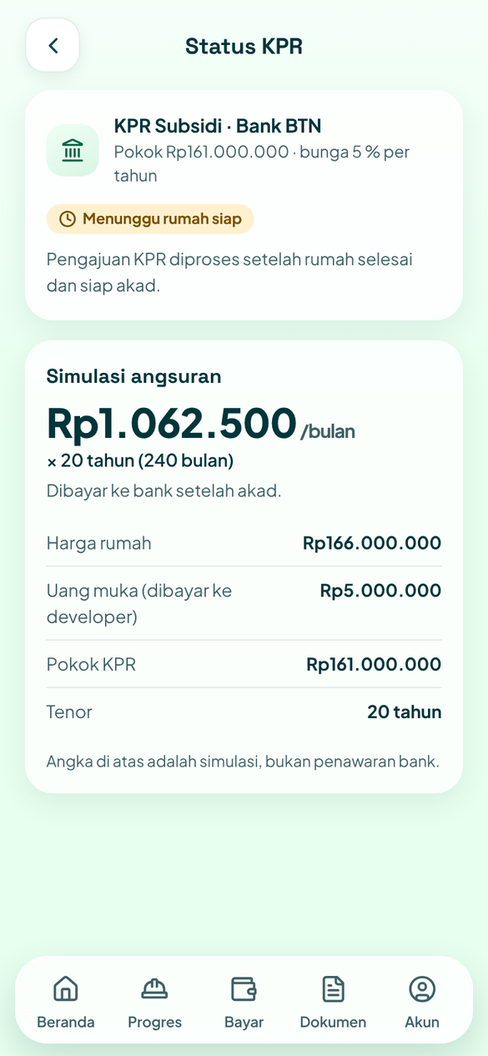 Status KPR
KPR Subsidi · Bank BTN
Pokok Rp161.000.000 · bunga 5 % per
tahun
Menunggu rumah siap
Pengajuan KPR diproses setelah rumah selesai
dan siap akad.
Simulasi angsuran
Rp1.062.500 /bulan
× 20 tahun (240 bulan)
Dibayar ke bank setelah akad.
Harga rumah Rp166.000.000
Uang muka (dibayar ke Rp5.000.000
developer)
Pokok KPR Rp161.000.000
Tenor 20 tahun
Angka di atas adalah simulasi, bukan penawaran bank.
Beranda Progres Bayar Dokumen Akun